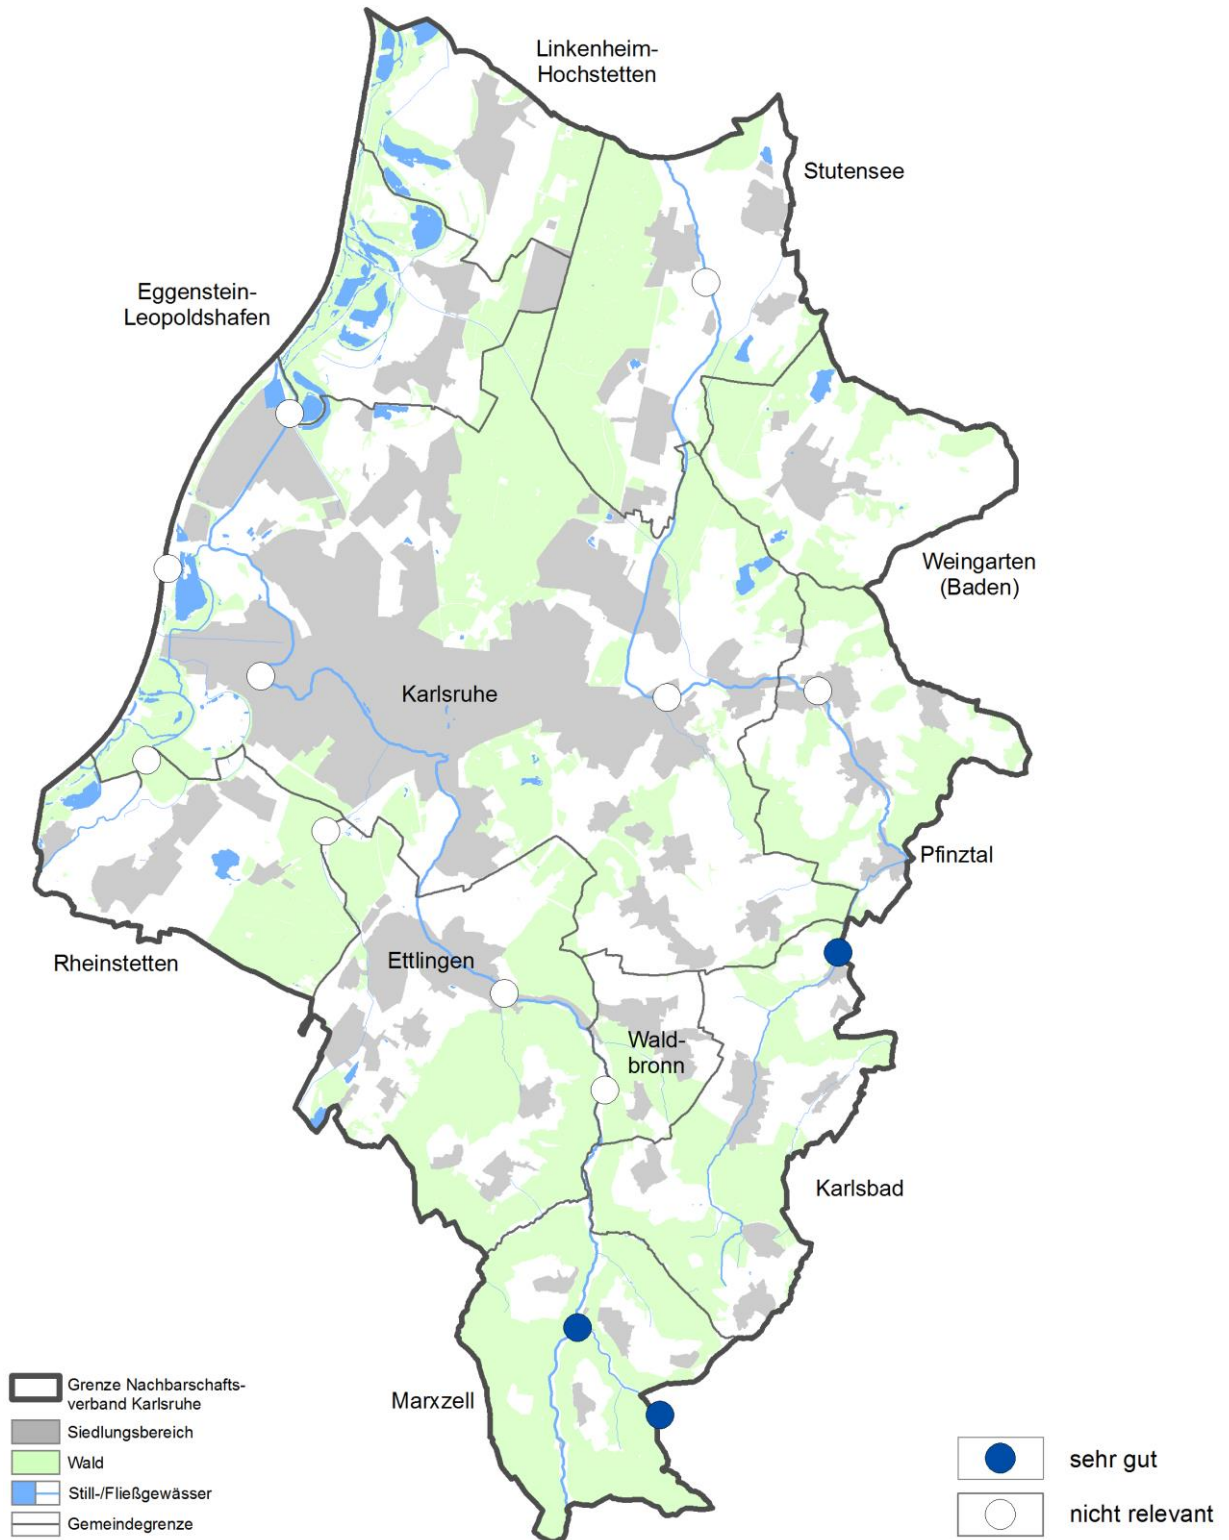 Linkenheim-
Hochstetten
Stutensee
Eggenstein-
Leopoldshafen
Weingarten
(Baden)
Karlsruhe
Pfinztal
Rheinstetten
Ettlingen
Wald-
bronn
Karlsbad
Marxzell
Grenze Nachbarschafts-
verband Karlsruhe
Siedlungsbereich
Wald
Still-/Fließgewässer
Gemeindegrenze
sehr gut
nicht relevant